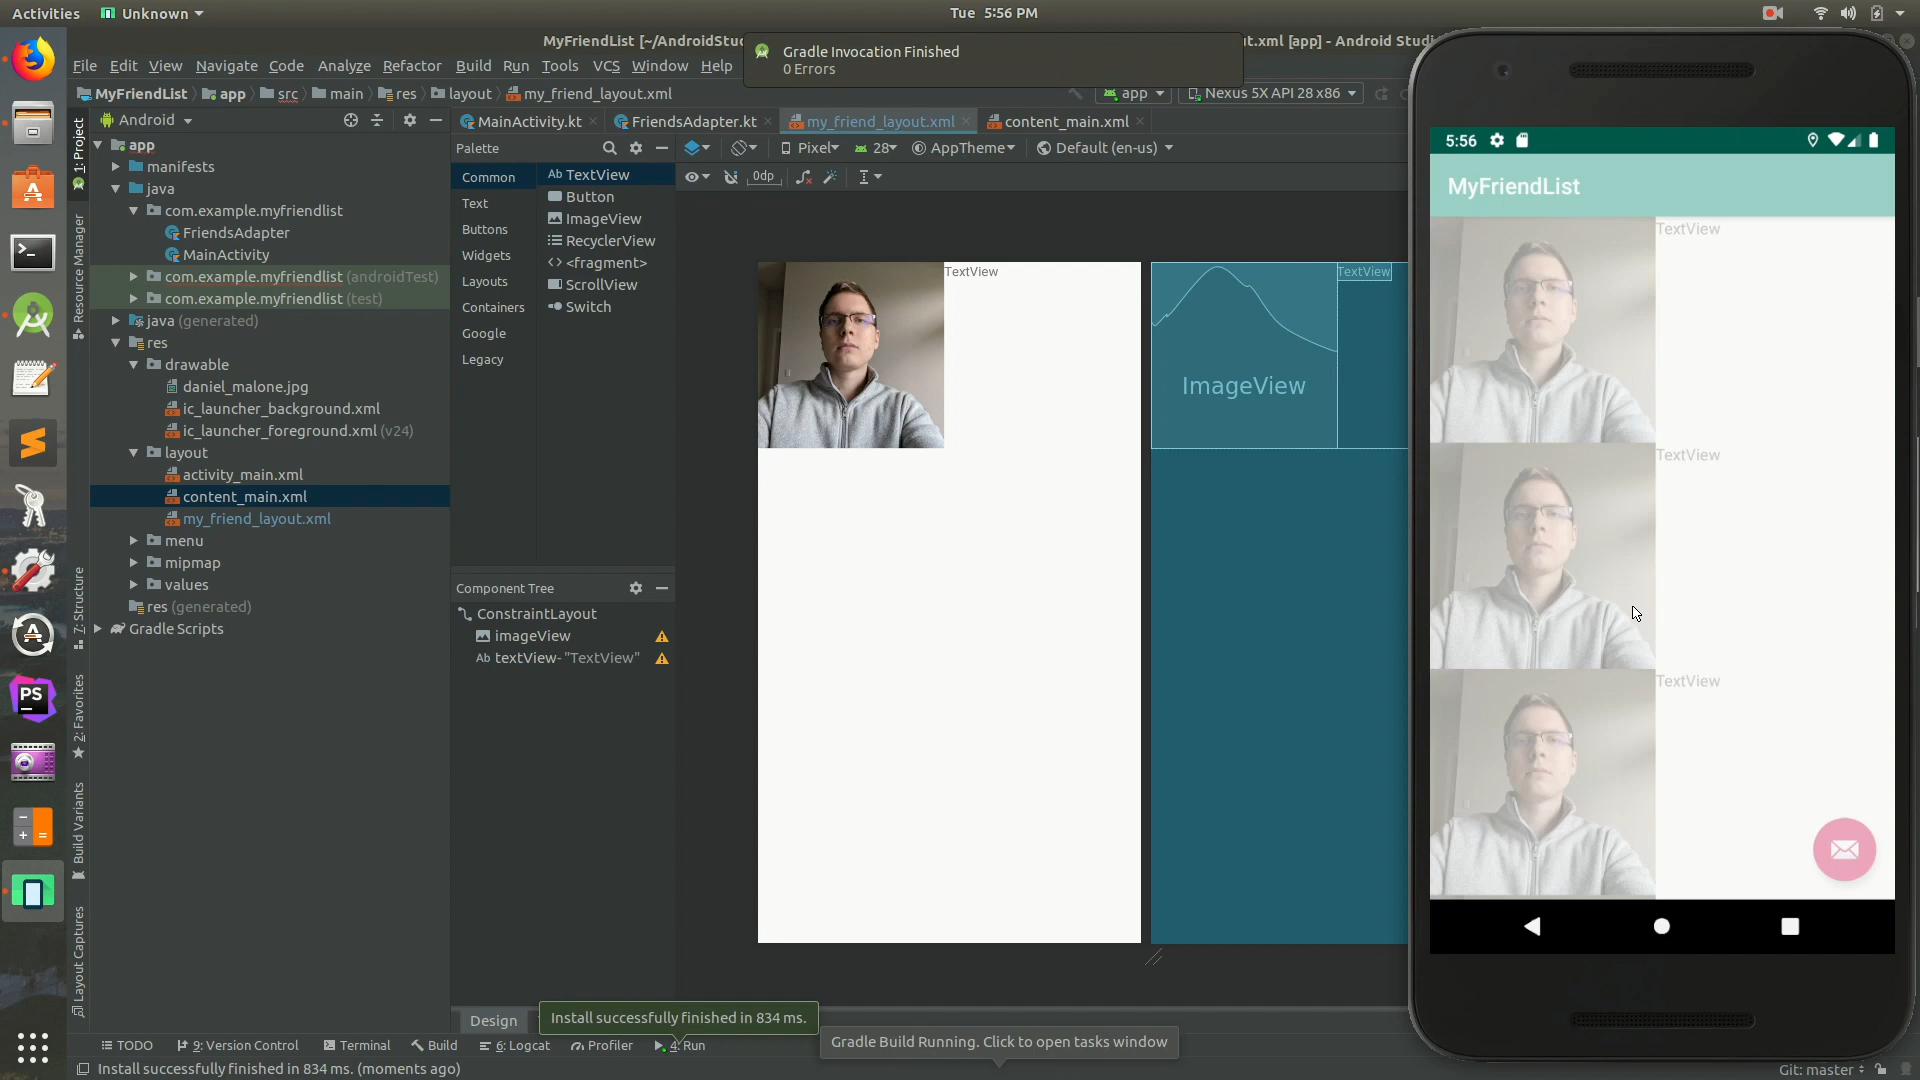 Activities
Unknown
Tue 5:56 PM
MyFriendList [~/AndroidStu
t.xml [app] - Android Studi
Gradle Invocation Finished
0 Errors
File Edit View Navigate Code Analyze Refactor Build Run Tools VCS Window Help
MyFriendList app src main res layout my_friend_layout.xml
app
Nexus 5X API 28 x86
1: Project
Resource Manager
7: Structure
2: Favorites
Build Variants
Layout Captures
Android
app
manifests
java
com.example.myfriendlist
FriendsAdapter
MainActivity
com.example.myfriendlist (androidTest)
com.example.myfriendlist (test)
java (generated)
res
drawable
daniel_malone.jpg
ic_launcher_background.xml
ic_launcher_foreground.xml (v24)
layout
activity_main.xml
content_main.xml
my_friend_layout.xml
menu
mipmap
values
res (generated)
Gradle Scripts
MainActivity.kt
FriendsAdapter.kt
my_friend_layout.xml
content_main.xml
Palette
Common
Text
Buttons
Widgets
Layouts
Containers
Google
Legacy
Ab TextView
Button
ImageView
RecyclerView
<fragment>
ScrollView
Switch
Pixel
28
AppTheme
Default (en-us)
0dp
TextView
TextView
ImageView
Component Tree
ConstraintLayout
imageView
Ab textView- "TextView"
Design
Install successfully finished in 834 ms.
Gradle Build Running. Click to open tasks window
TODO
9: Version Control
Terminal
Build
6: Logcat
Profiler
4: Run
Install successfully finished in 834 ms. (moments ago)
Git: master
PS
5:56
MyFriendList
TextView
TextView
TextView